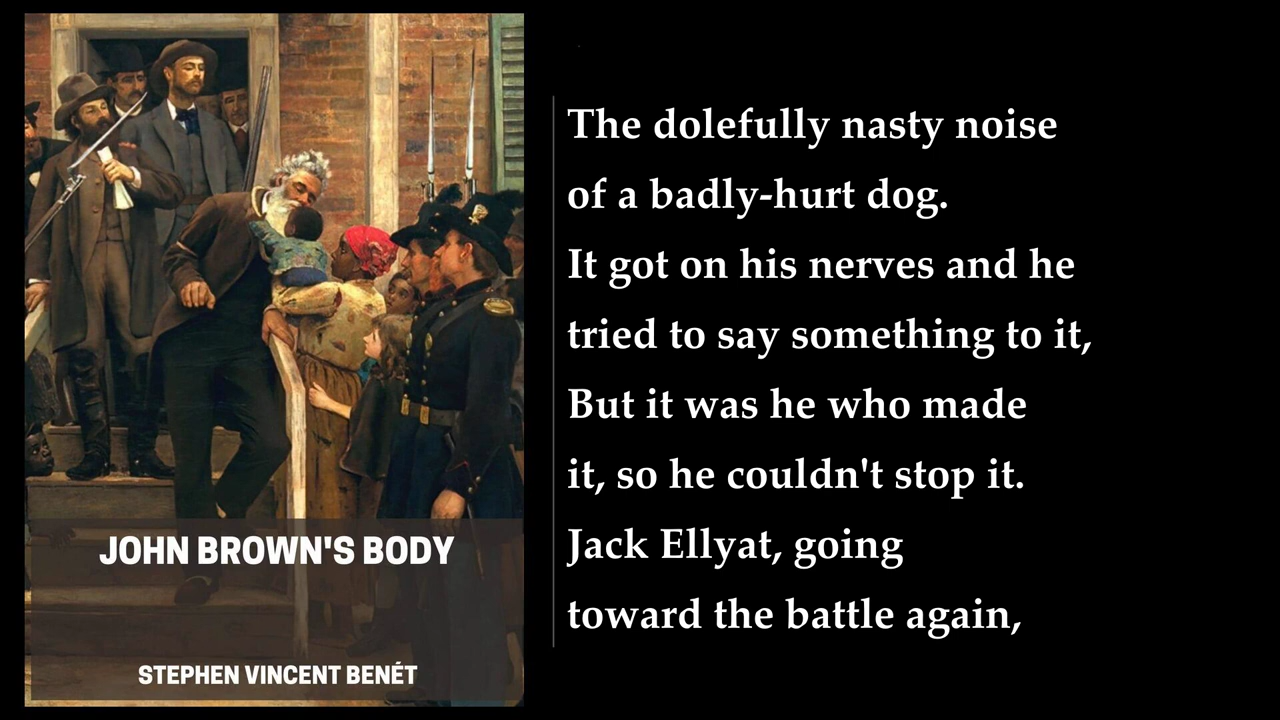 JOHN BROWN'S BODY
STEPHEN VINCENT BENÉT
The dolefully nasty noise
of a badly-hurt dog.
It got on his nerves and he
tried to say something to it,
But it was he who made
it, so he couldn't stop it.
Jack Ellyat, going
toward the battle again,